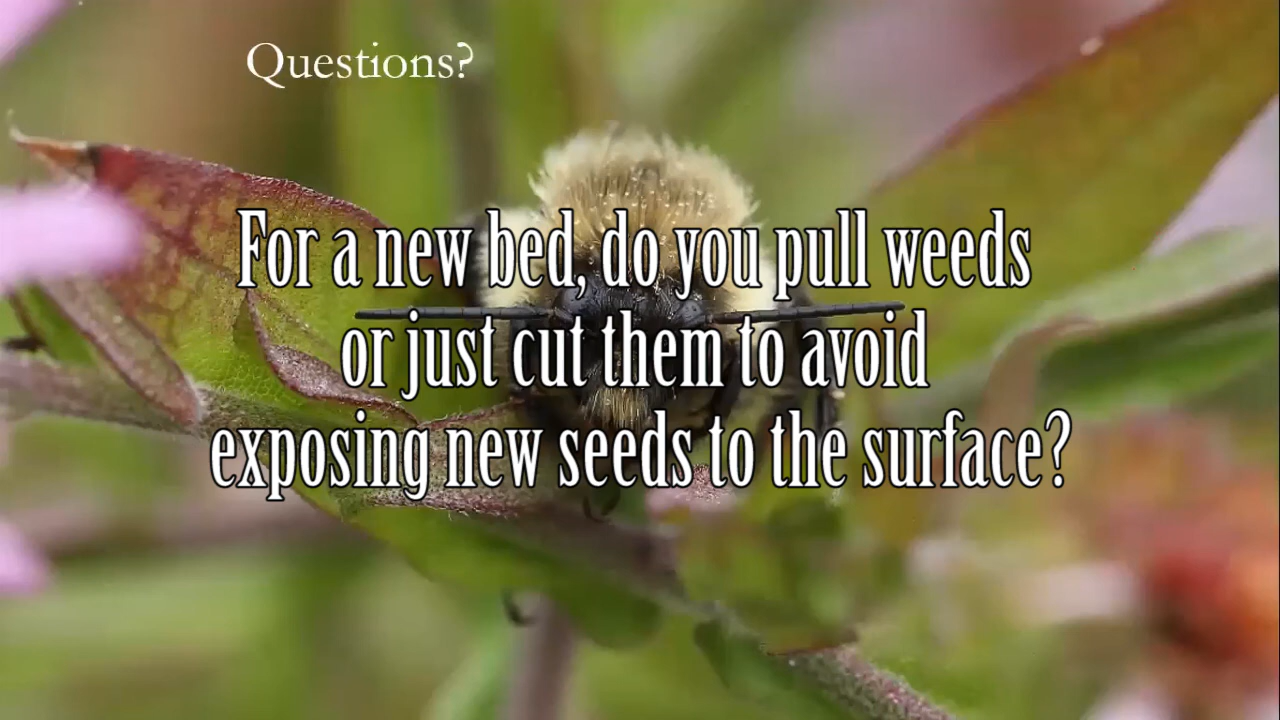 Questions?
For a new bed, do you pull weeds
or just cut them to avoid
exposing new seeds to the surface?